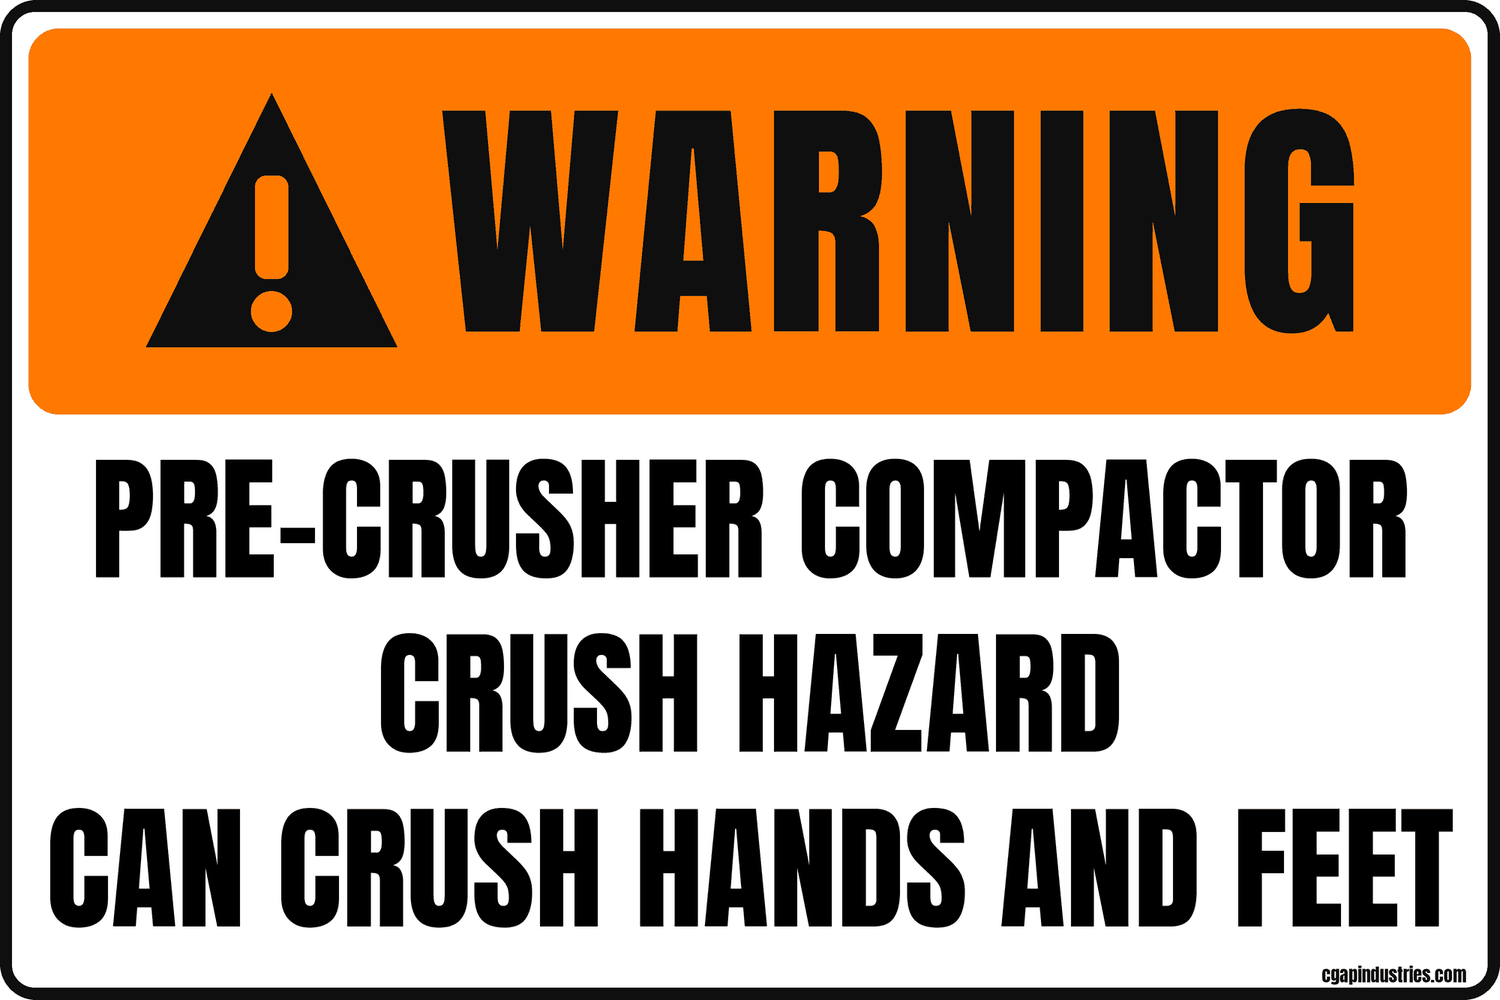 WARNING
PRE-CRUSHER COMPACTOR
CRUSH HAZARD
CAN CRUSH HANDS AND FEET
cgapindustries.com